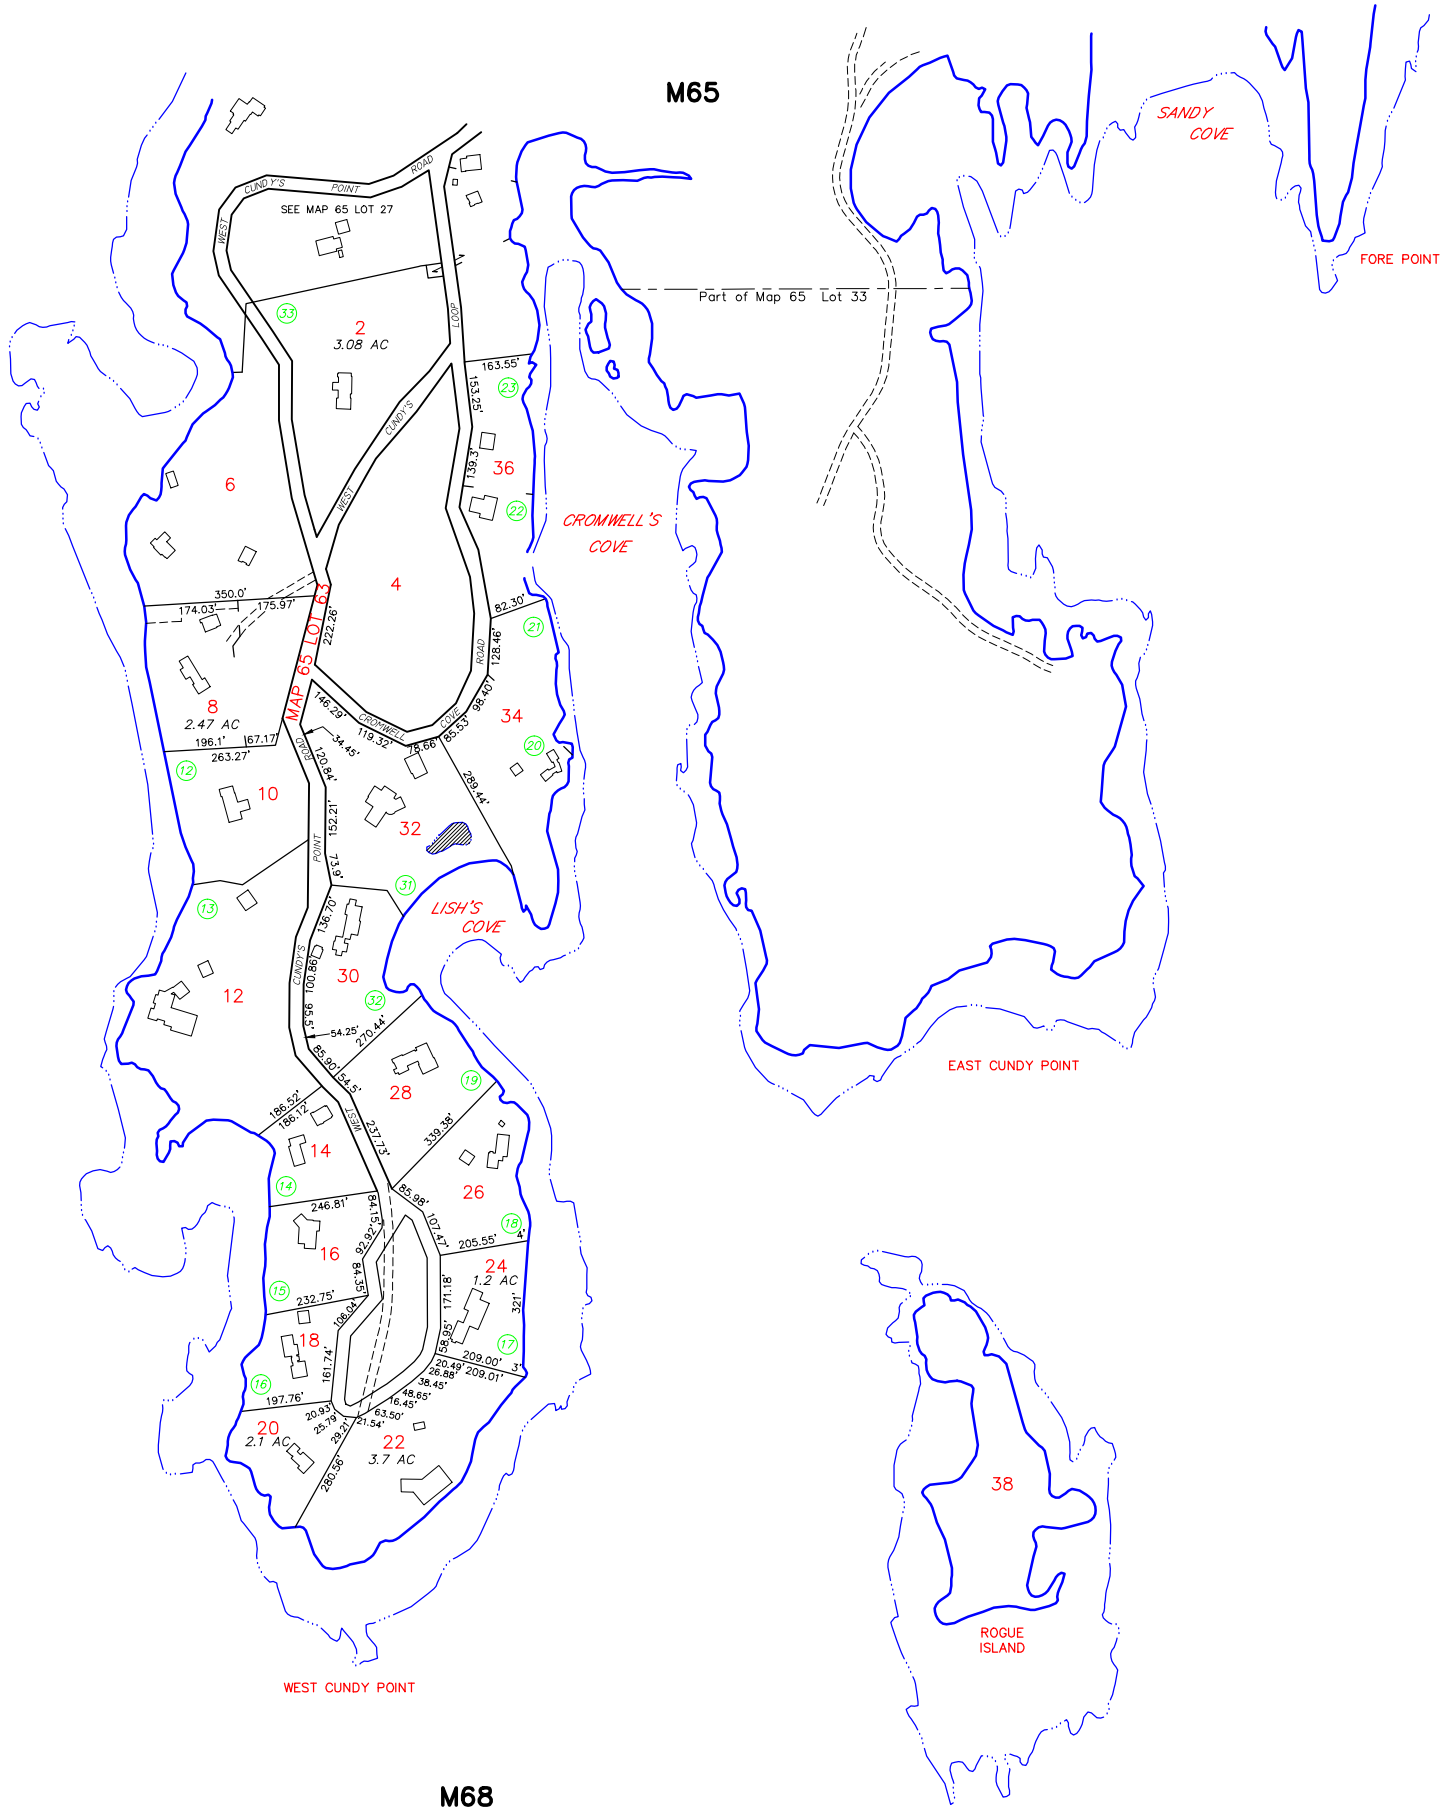 M65
SANDY
COVE
FORE POINT
WEST
CUNDY'S
POINT
ROAD
SEE MAP 65 LOT 27
Part of Map 65 Lot 33
33
2
3.08 AC
LOOP
163.55'
23
153.25'
CUNDY'S
WEST
139.3'
36
22
6
CROMWELL'S
COVE
4
350.0'
174.03'
175.97'
MAP 65 LOT 63
222.26'
82.30'
21
ROAD
128.46'
98.40'
8
2.47 AC
196.1'
67.17'
263.27'
12
146.29'
CROMWELL
COVE
119.32'
78.66'
85.53'
34
20
34.45'
ROAD
120.84'
289.44'
10
152.21'
32
POINT
73.9'
31
13
LISH'S
COVE
136.70'
CUNDY'S
100.86'
30
12
95.5'
32
54.25'
270.44'
85.90'
54.5'
28
19
EAST CUNDY POINT
186.52'
186.12'
WEST
237.73'
339.38'
14
14
26
246.81'
84.15'
85.98'
107.47'
18
4'
92.92'
205.55'
16
84.35'
24
1.2 AC
171.18'
321'
15
232.75'
106.04'
18
58.95'
17
161.74'
209.00'
3'
20.49'
209.01'
26.88'
38.45'
16
48.65'
16.45'
197.76'
20.93'
63.50'
25.79'
21.54'
29.21'
20
2.1 AC
22
3.7 AC
280.56'
38
ROGUE
ISLAND
WEST CUNDY POINT
M68